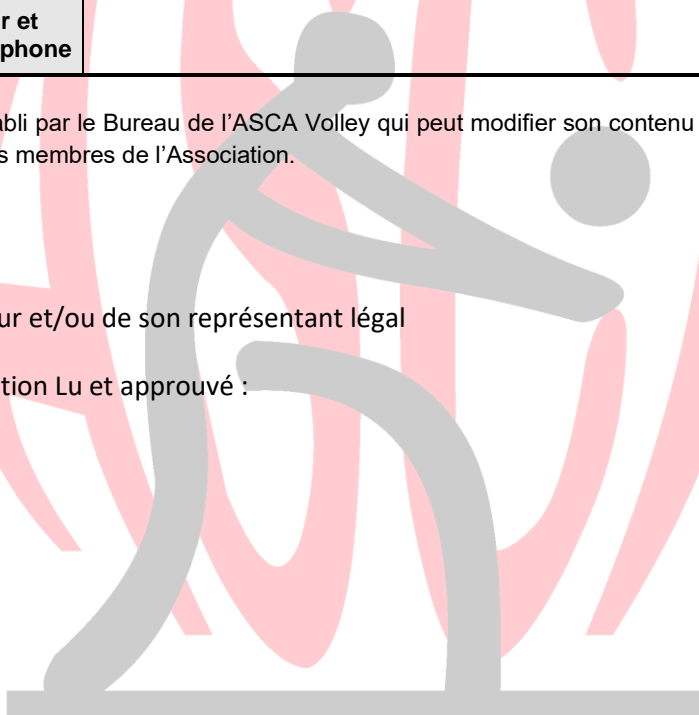 r et
phone
abli par le Bureau de l’ASCA Volley qui peut modifier son contenu
s membres de l’Association.
ur et/ou de son représentant légal
tion Lu et approuvé :